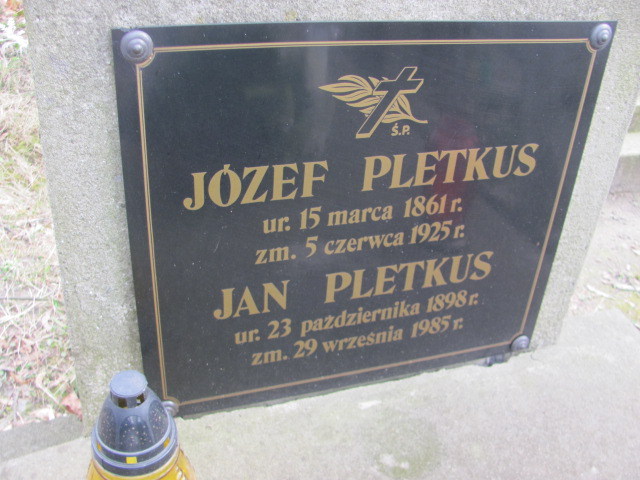 Ś.P.
JÓZEF PLETKUS
ur. 15 marca 1861 r.
zm. 5 czerwca 1925 r.
JAN PLETKUS
ur. 23 października 1898 r.
zm. 29 września 1985 r.